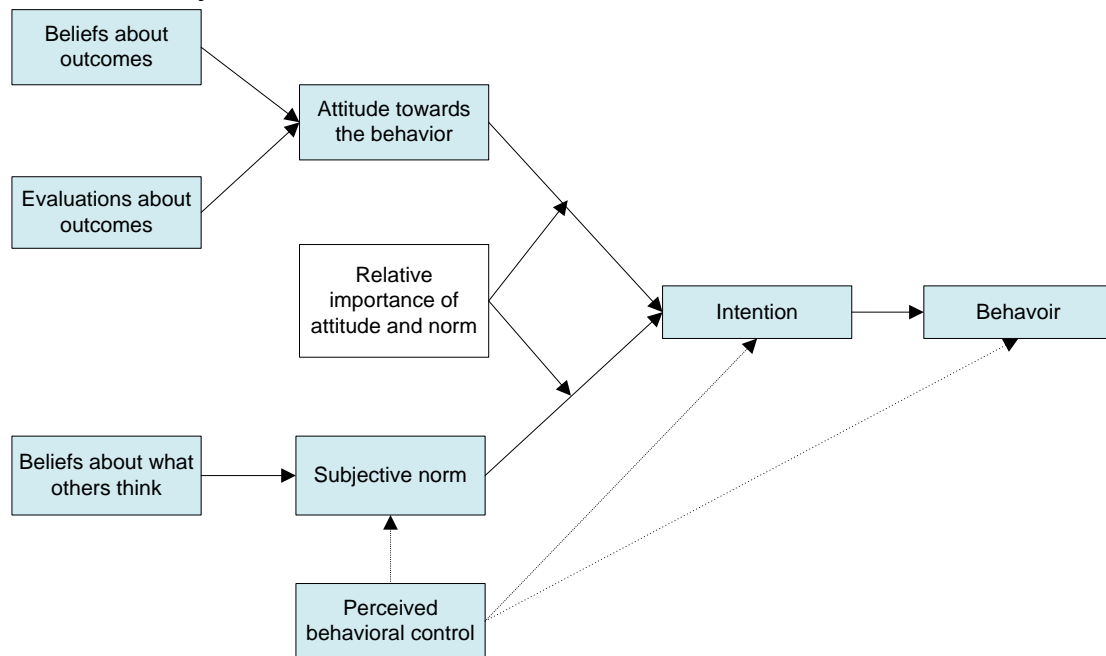 Beliefs about
outcomes
Attitude towards
the behavior
Evaluations about
outcomes
Relative
importance of
attitude and norm
Intention
Behavoir
Beliefs about what
others think
Subjective norm
Perceived
behavioral control